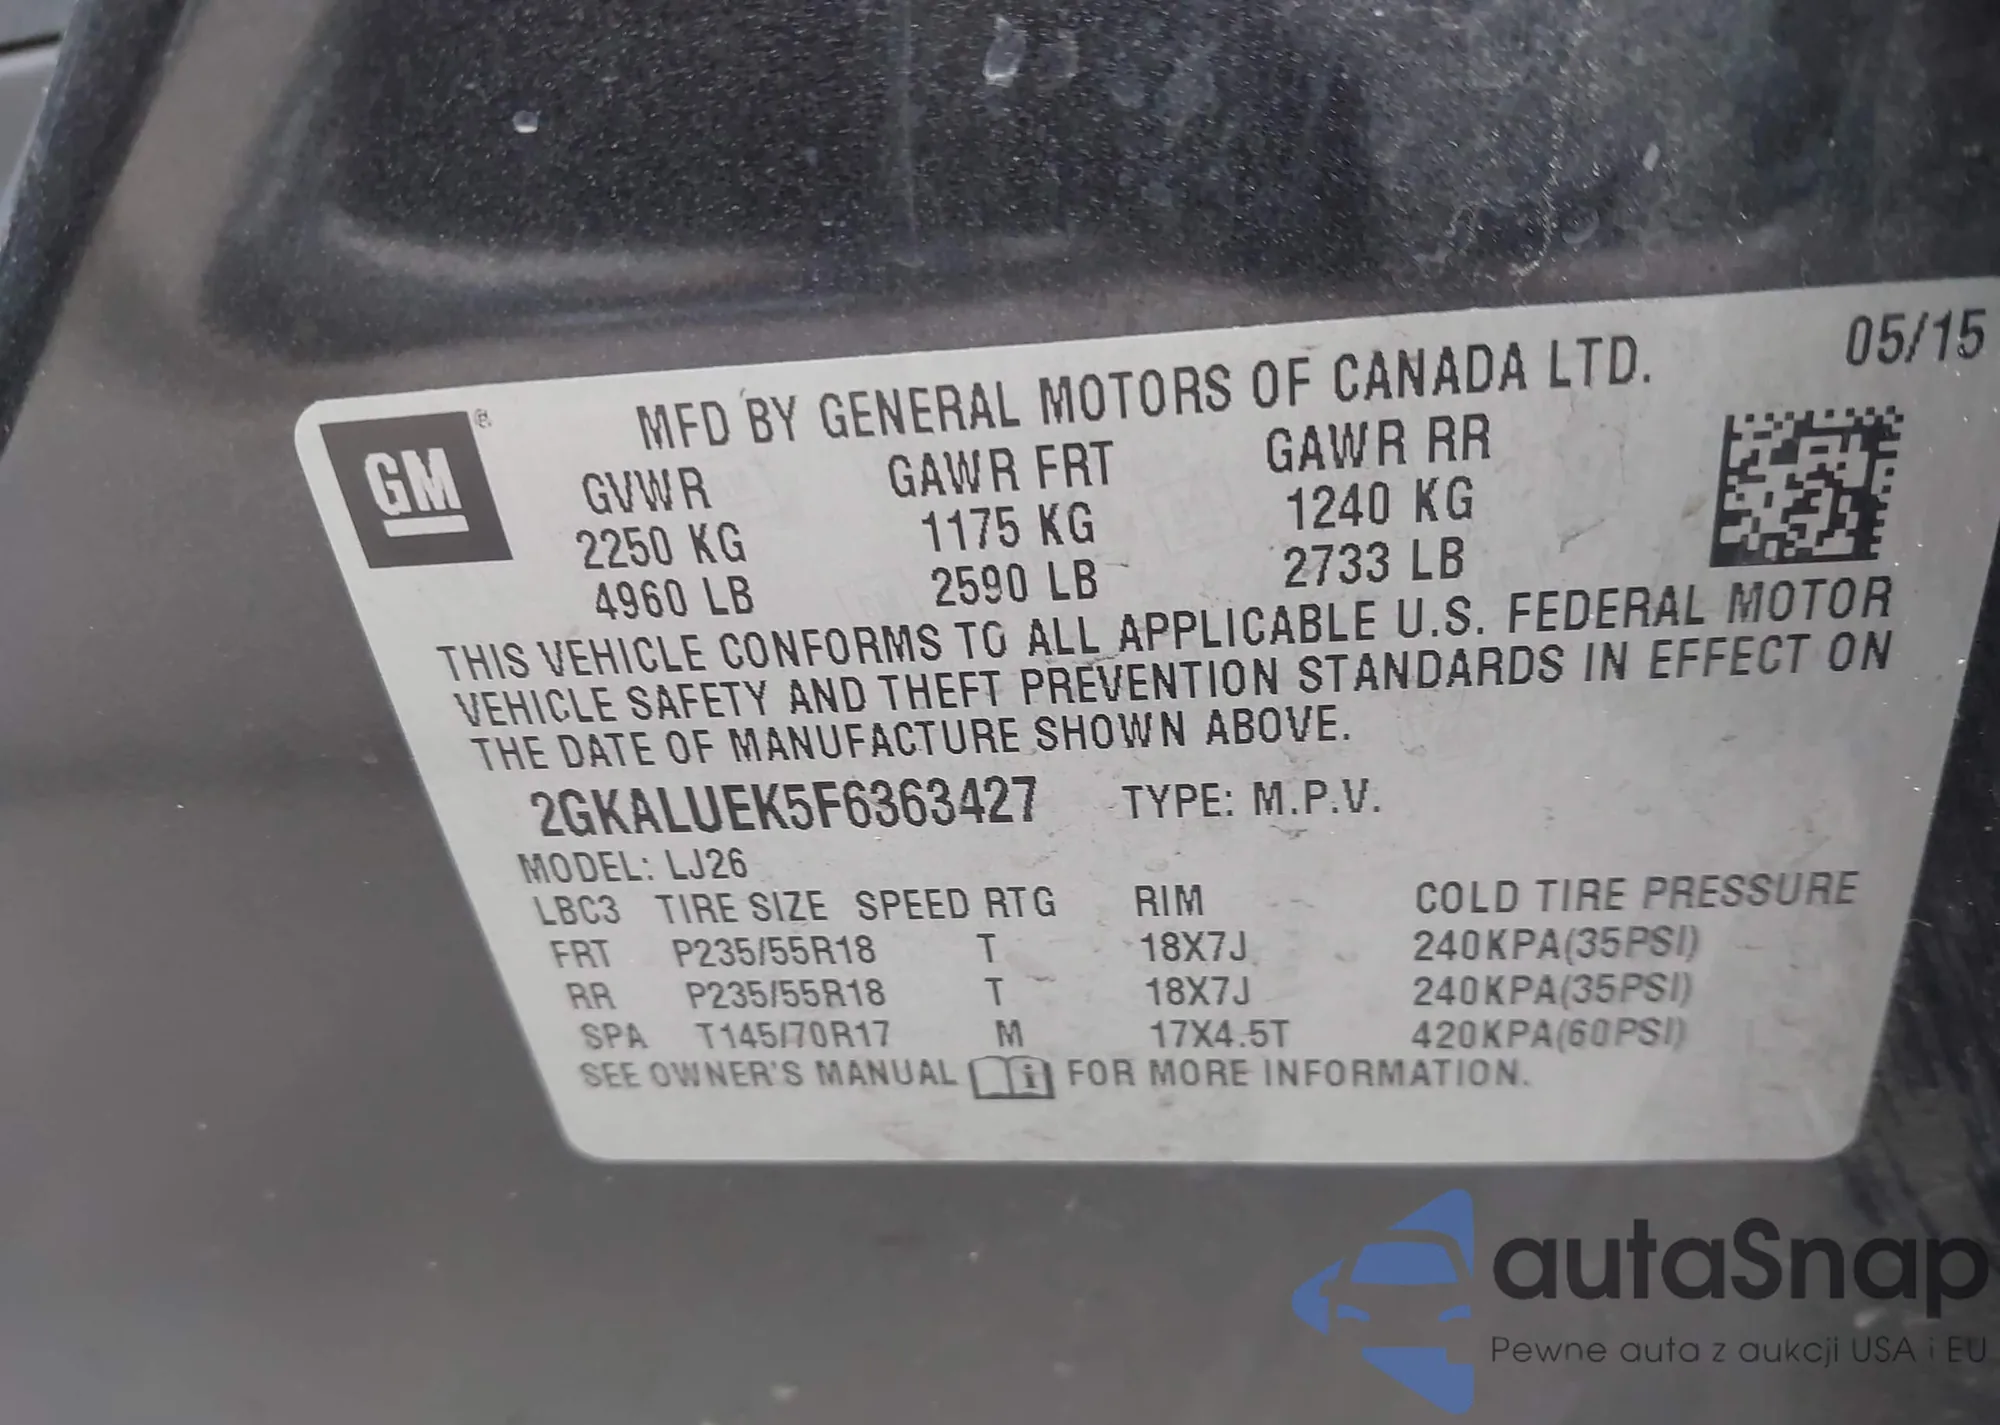 05/15
MFD BY GENERAL MOTORS OF CANADA LTD.
GM ®
GVWR GAWR FRT GAWR RR
2250 KG 1175 KG 1240 KG
4960 LB 2590 LB 2733 LB
THIS VEHICLE CONFORMS TO ALL APPLICABLE U.S. FEDERAL MOTOR
VEHICLE SAFETY AND THEFT PREVENTION STANDARDS IN EFFECT ON
THE DATE OF MANUFACTURE SHOWN ABOVE.
2GKALUEK5F6363427 TYPE: M.P.V.
MODEL: LJ26
LBC3 TIRE SIZE SPEED RTG RIM COLD TIRE PRESSURE
FRT P235/55R18 T 18X7J 240KPA(35PSI)
RR P235/55R18 T 18X7J 240KPA(35PSI)
SPA T145/70R17 M 17X4.5T 420KPA(60PSI)
SEE OWNER'S MANUAL i FOR MORE INFORMATION.
autaSnap
Pewne auta z aukcji USA i EU